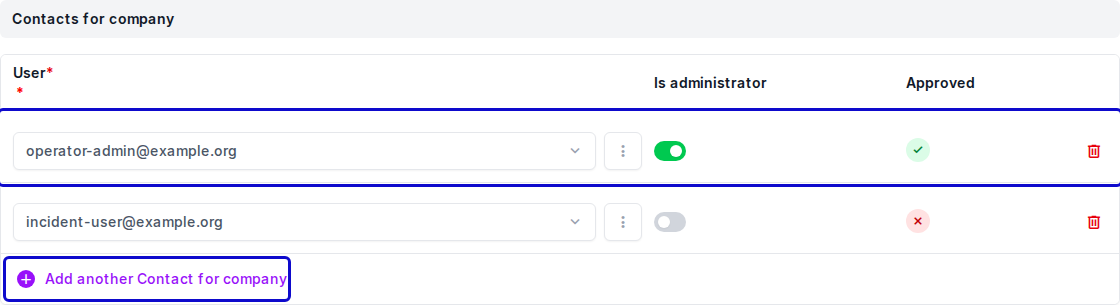 Contacts for company
User*
*
Is administrator
Approved
operator-admin@example.org
incident-user@example.org
Add another Contact for company